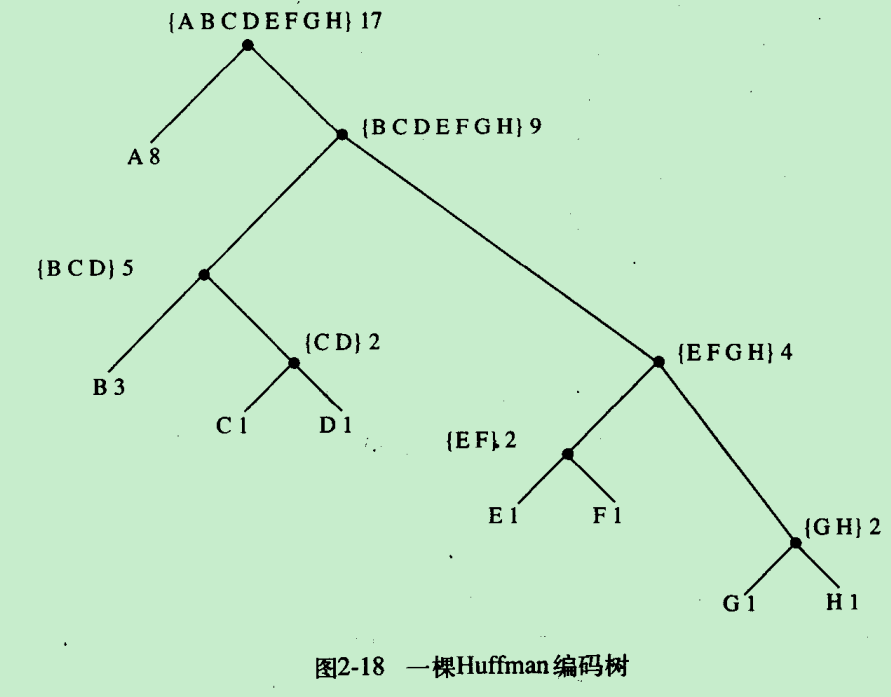 {A B C D E F G H} 17
{B C D E F G H} 9
A 8
{B C D} 5
{C D} 2
{E F G H} 4
B 3
C 1
D 1
{E F} 2
E 1
F 1
{G H} 2
G 1
H 1
图2-18 一棵Huffman编码树